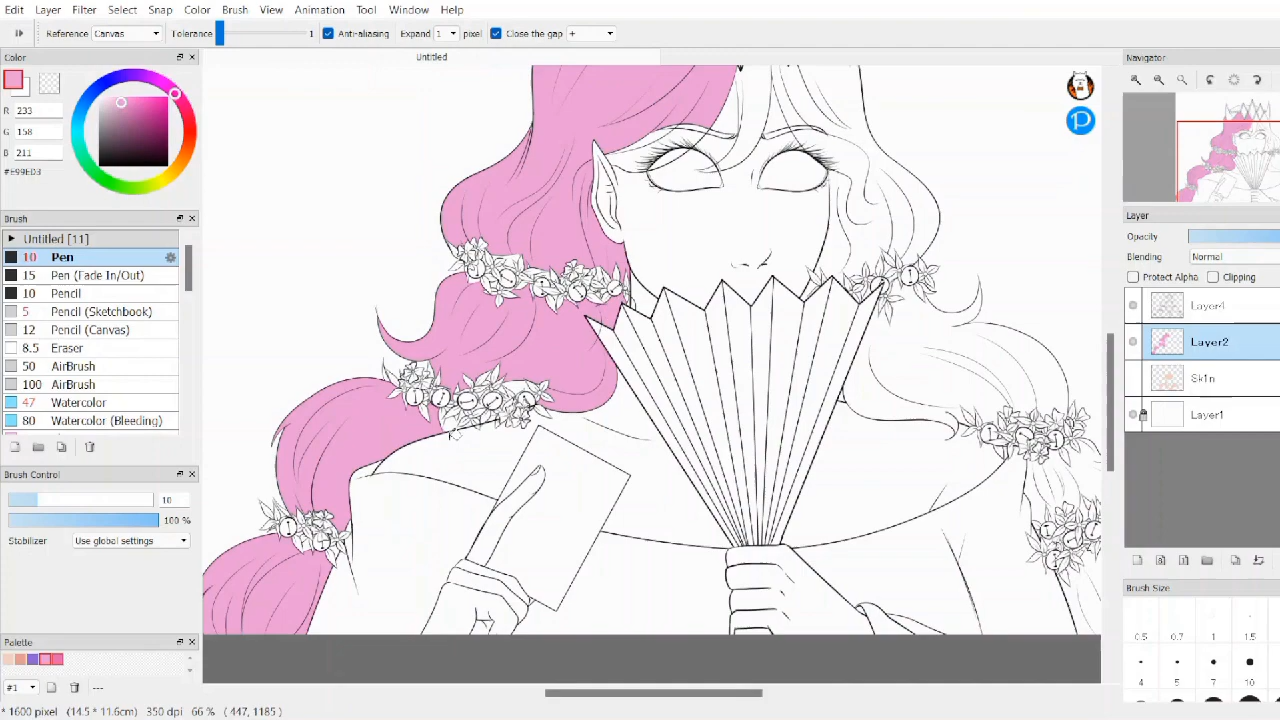 Edit Layer Filter Select Snap Color Brush View Animation Tool Window Help
Reference Canvas Tolerance 1 Anti-aliasing Expand 1 pixel Close the gap +
Color
Untitled
Navigator
R 233
G 158
B 211
#E99ED3
Brush
Untitled [11]
10 Pen
15 Pen (Fade In/Out)
10 Pencil
5 Pencil (Sketchbook)
12 Pencil (Canvas)
8.5 Eraser
50 AirBrush
100 AirBrush
47 Watercolor
80 Watercolor (Bleeding)
Brush Control
10
100 %
Stabilizer Use global settings
Palette
#1 ---
* 1600 pixel (14.5 * 11.6cm) 350 dpi 66 % ( 447, 1185 )
Layer
Opacity
Blending Normal
Protect Alpha Clipping
Layer4
Layer2
Skin
Layer1
Brush Size
0.5 0.7 1 1.5
4 5 7 10